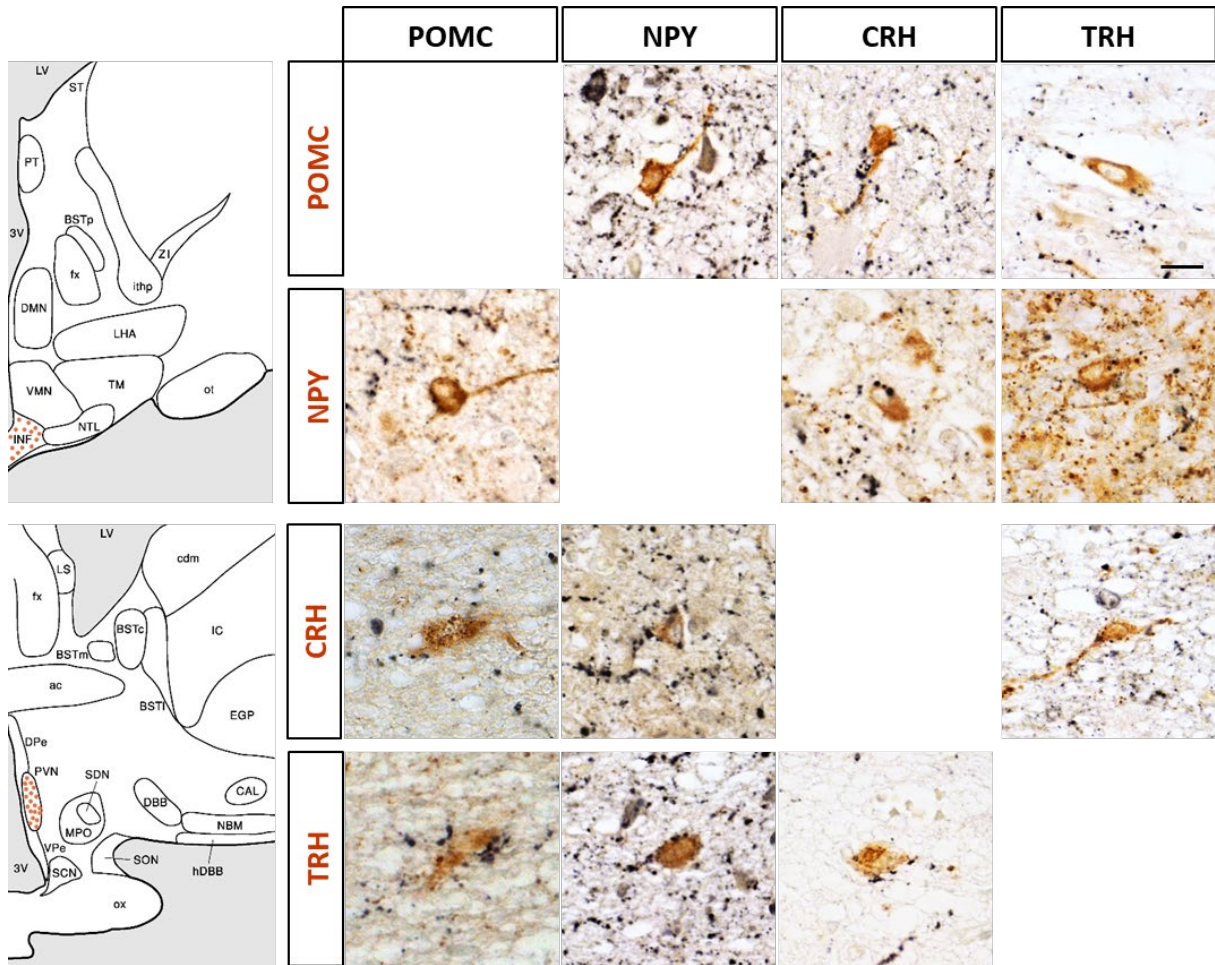 POMC NPY CRH TRH
LV
ST
PT
BSTp
3V
ZI
fx
ithp
DMN
LHA
VMN
TM
ot
INF
NTL
POMC
NPY
LV
cdm
LS
fx
BSTc
IC
BSTm
ac
BSTl
EGP
DPe
PVN
SDN
CAL
DBB
MPO
NBM
VPe
SON
hDBB
3V
SCN
ox
CRH
TRH